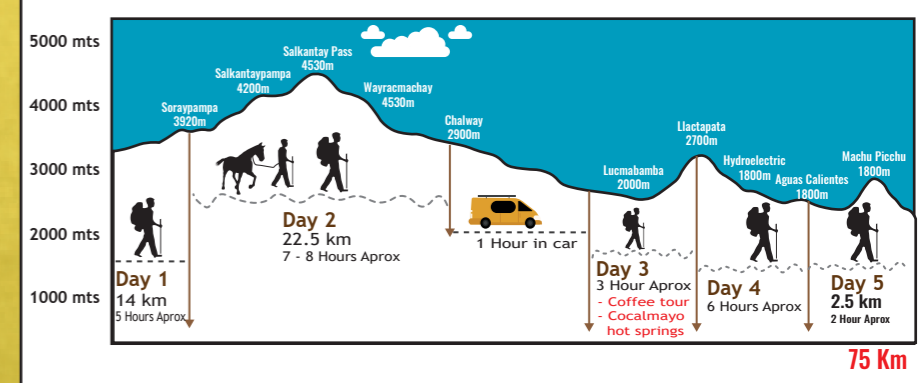 5000 mts
4000 mts
3000 mts
2000 mts
1000 mts
Soraypampa
3920m
Salkantaypampa
4200m
Salkantay Pass
4530m
Wayracmachay
4530m
Chalway
2900m
Lucmabamba
2000m
Llactapata
2700m
Hydroelectric
1800m
Aguas Calientes
1800m
Machu Picchu
1800m
Day 1
14 km
5 Hours Aprox
Day 2
22.5 km
7 - 8 Hours Aprox
1 Hour in car
Day 3
3 Hour Aprox
- Coffee tour
- Cocalmayo
hot springs
Day 4
6 Hours Aprox
Day 5
2.5 km
2 Hour Aprox
75 Km